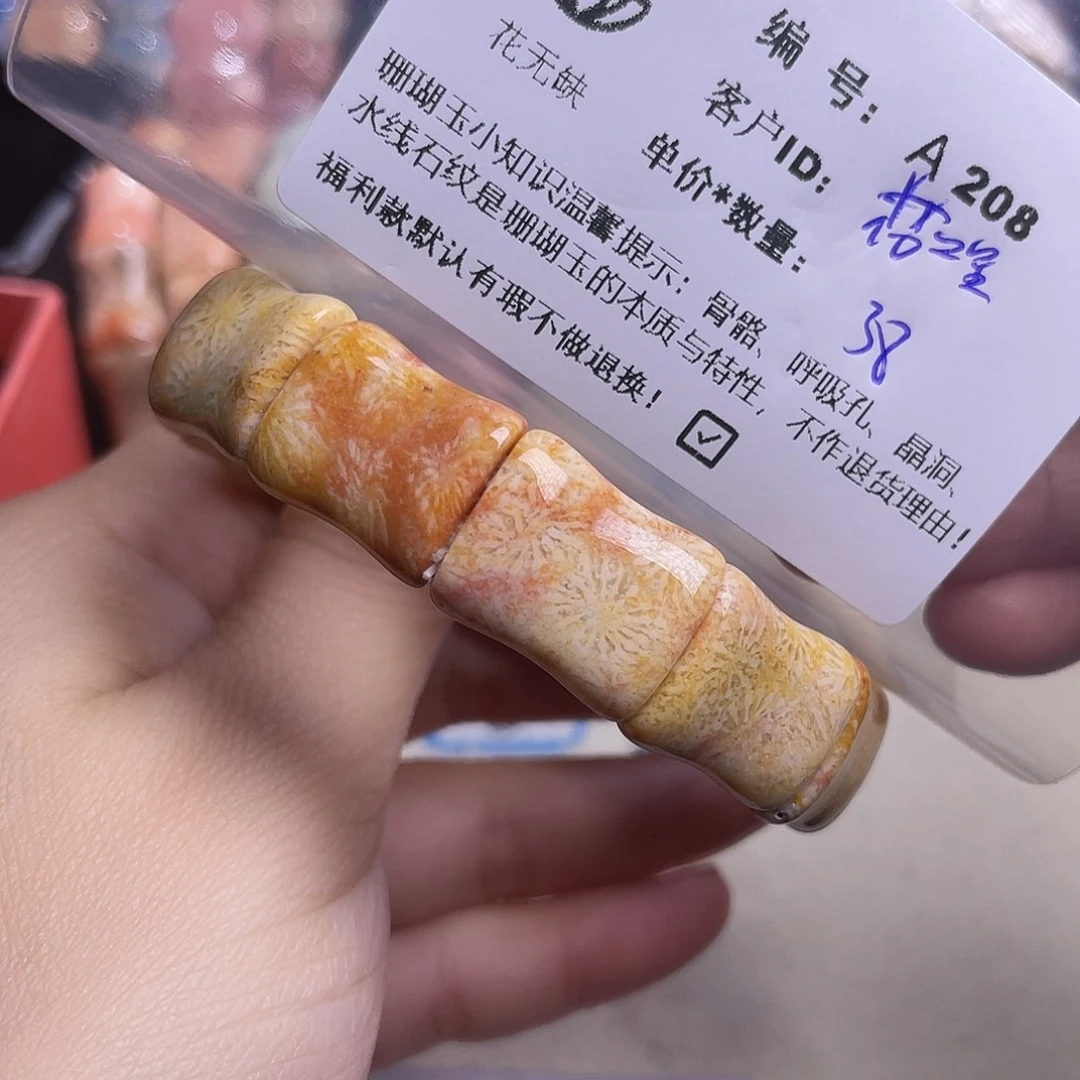 花无缺
编 号: A 208
客户ID:
单价*数量: 38
珊瑚玉小知识温馨提示: 骨骼、呼吸孔、晶洞、
水线石纹是珊瑚玉的本质与特性, 不作退货理由!
福利款默认有瑕不做退换! ☑